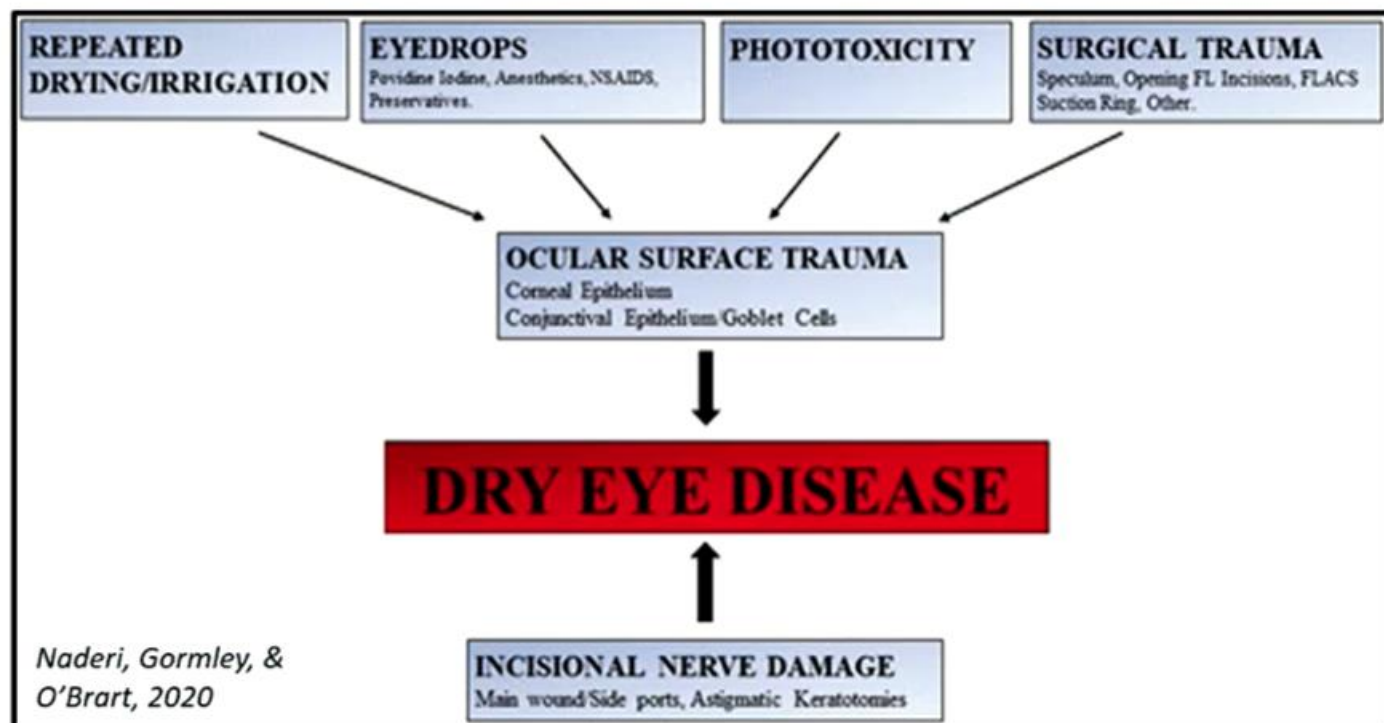 REPEATED
DRYING/IRRIGATION
EYEDROPS
Povidine Iodine, Anesthetics, NSAIDS,
Preservatives.
PHOTOTOXICITY
SURGICAL TRAUMA
Speculum, Opening FL Incisions, FLACS
Suction Ring, Other.
OCULAR SURFACE TRAUMA
Corneal Epithelium
Conjunctival Epithelium/Goblet Cells
DRY EYE DISEASE
INCISIONAL NERVE DAMAGE
Main wound/Side ports, Astigmatic Keratotomies
Naderi, Gormley, &
O'Brart, 2020